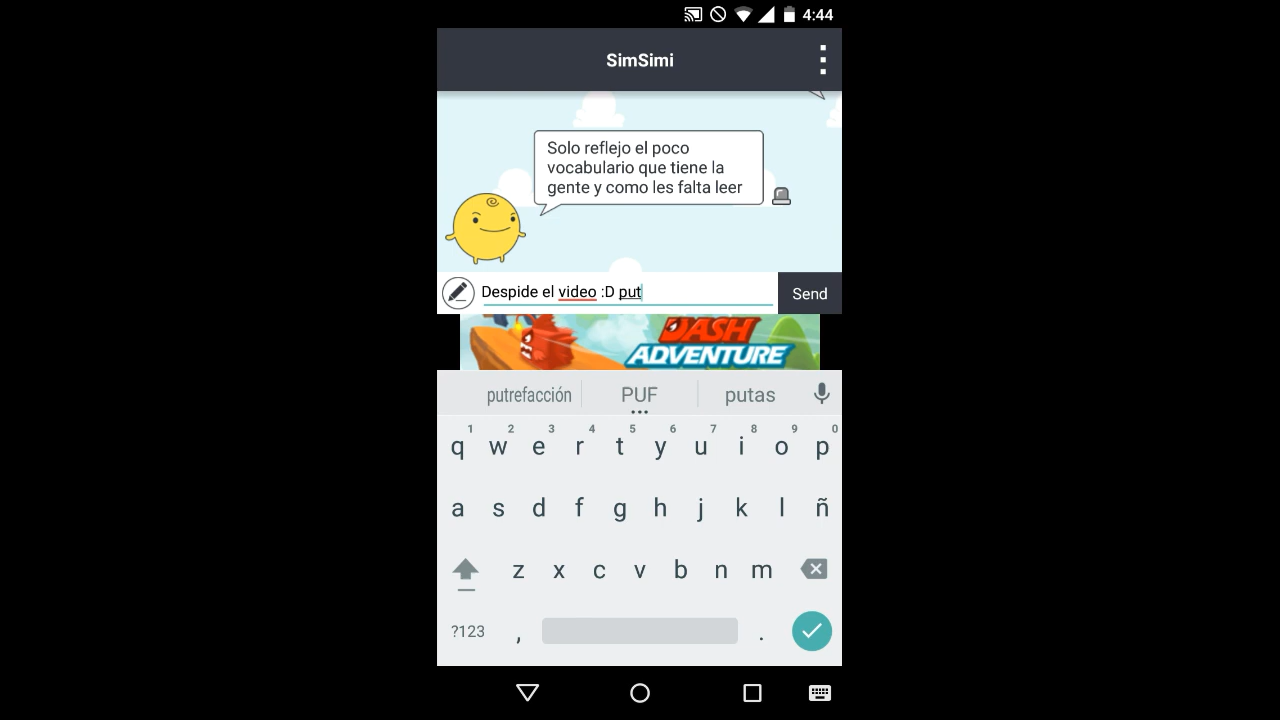 4:44
SimSimi
Solo reflejo el poco
vocabulario que tiene la
gente y como les falta leer
Despide el video :D put
Send
DASH
ADVENTURE
putrefacción PUF putas
1 2 3 4 5 6 7 8 9 0
q w e r t y u i o p
a s d f g h j k l ñ
z x c v b n m
?123 , .